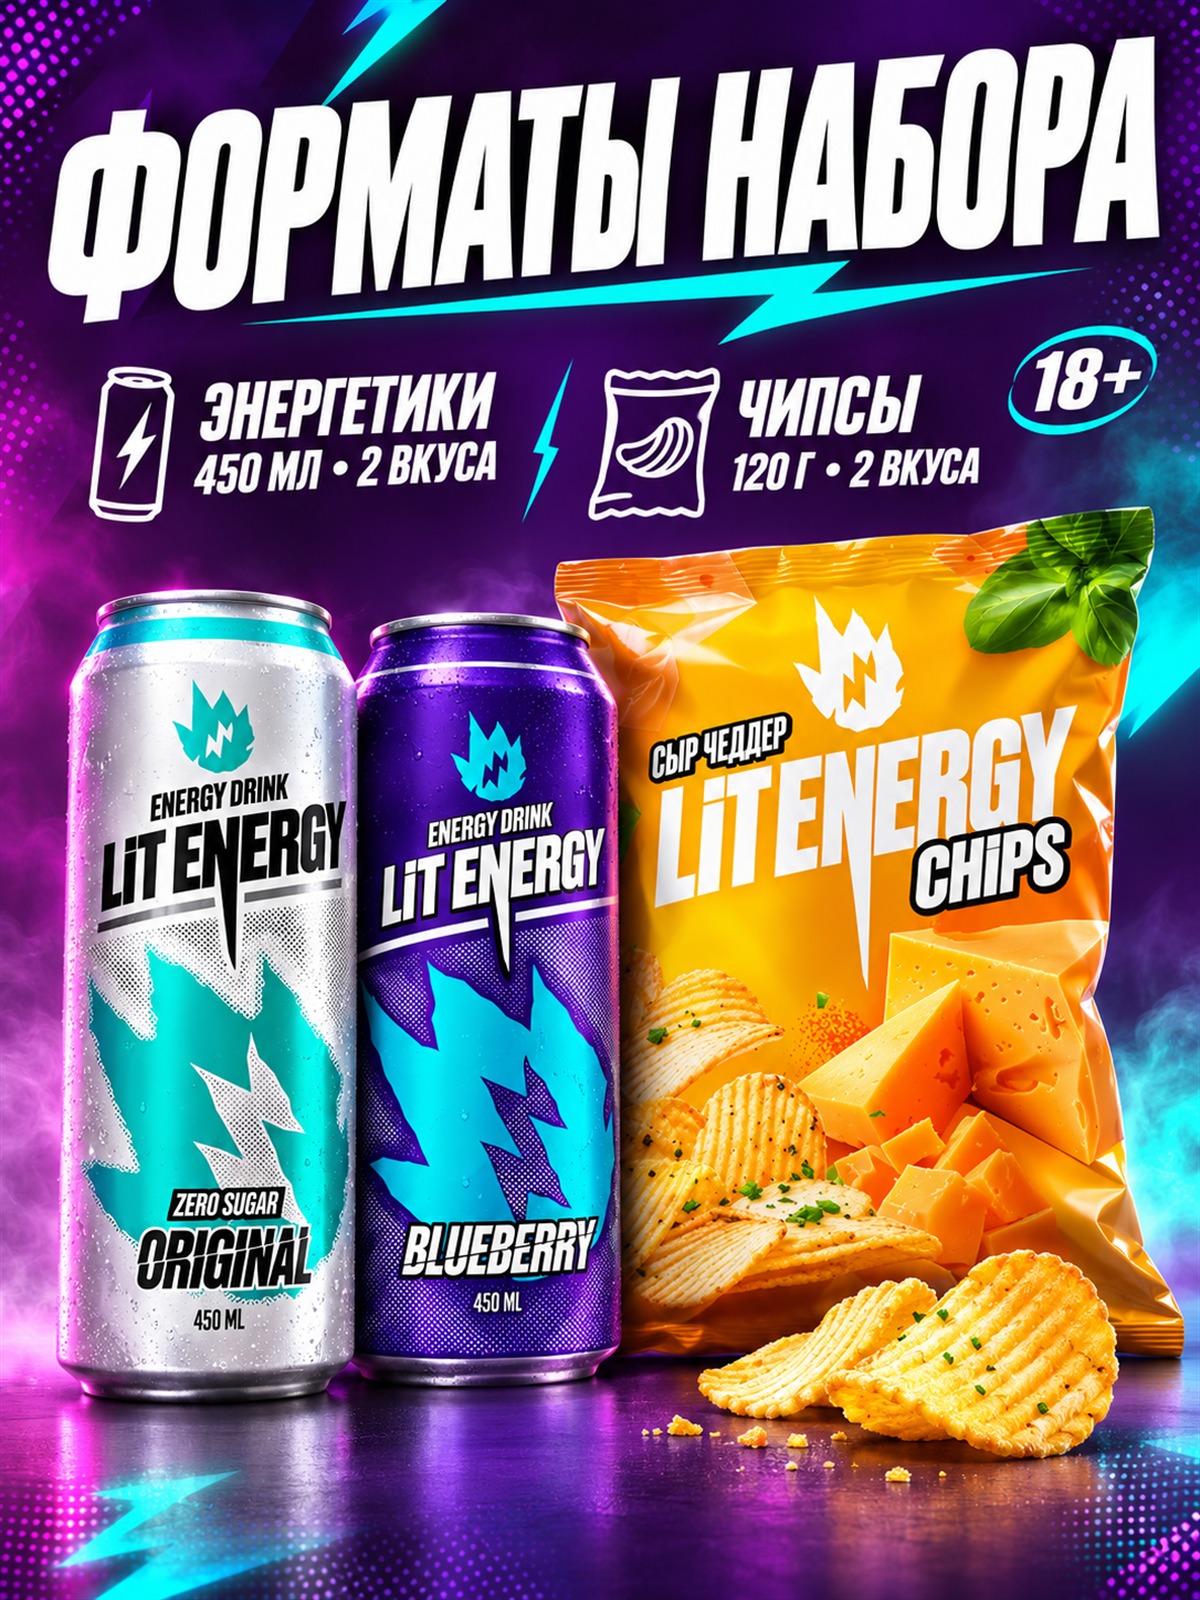 ФОРМАТЫ НАБОРА
ЭНЕРГЕТИКИ
450 МЛ • 2 ВКУСА
ЧИПСЫ
120 Г • 2 ВКУСА
18+
ENERGY DRINK
LiT ENERGY
ZERO SUGAR
ORIGINAL
450 ML
ENERGY DRINK
LiT ENERGY
BLUEBERRY
450 ML
СЫР ЧЕДДЕР
LiTENERGY
CHiPS